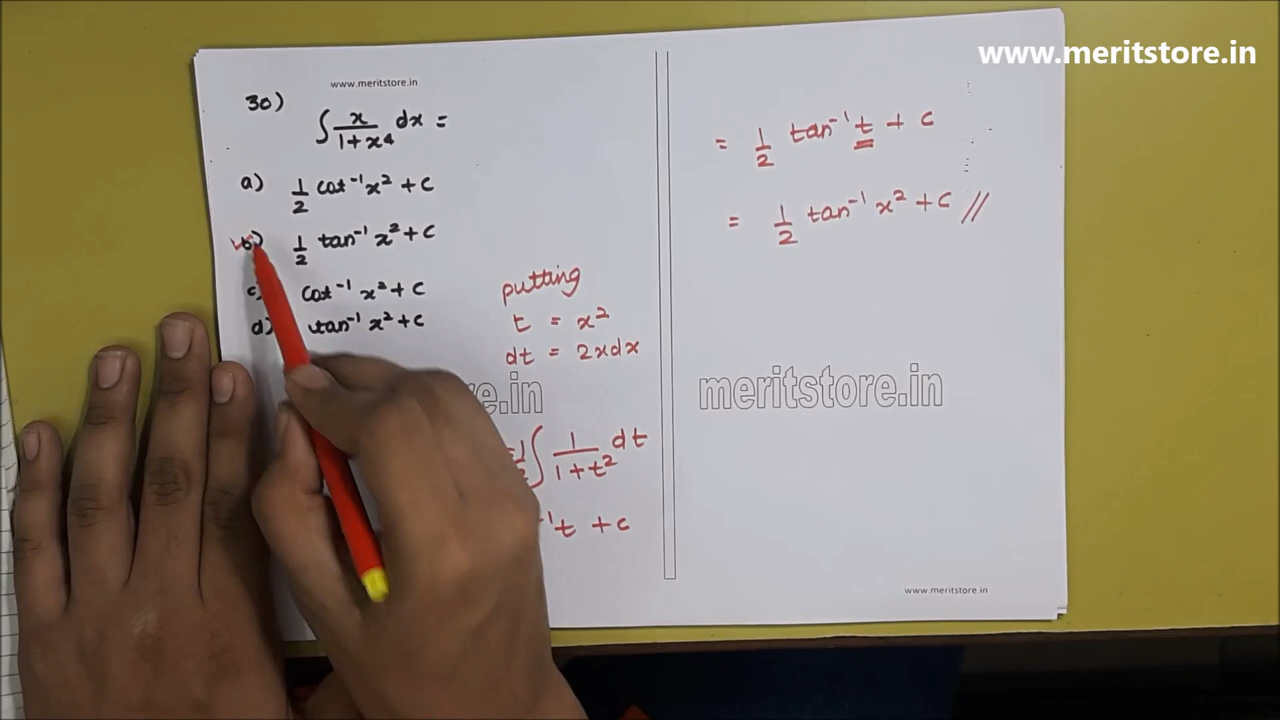 www.meritstore.in
www.meritstore.in
30)
∫ x/(1+x⁴) dx =
a) 1/2 cot⁻¹ x² + c
b) 1/2 tan⁻¹ x² + c
c) cot⁻¹ x² + c
d) tan⁻¹ x² + c
putting
t = x²
dt = 2xdx
∫ 1/(1+t²) dt
t + c
= 1/2 tan⁻¹ t + c
= 1/2 tan⁻¹ x² + c //
meritstore.in
www.meritstore.in